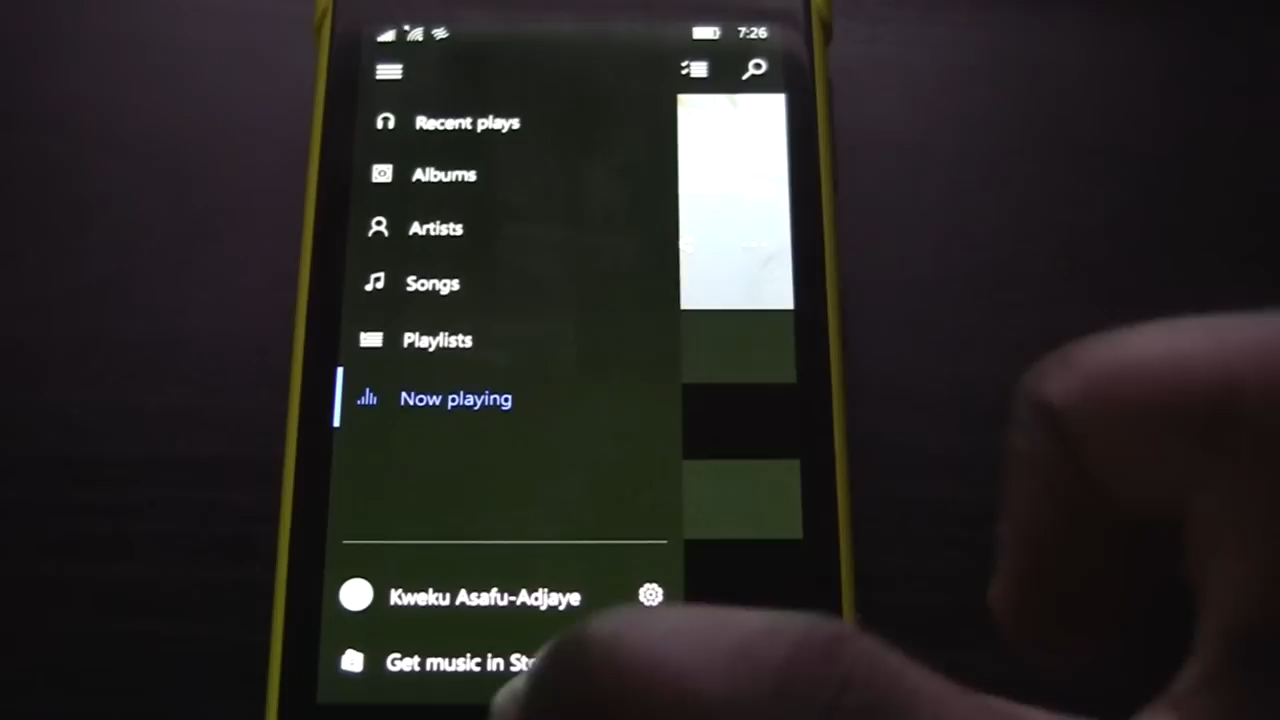 7:26
Recent plays
Albums
Artists
Songs
Playlists
Now playing
Kweku Asafu-Adjaye
Get music in